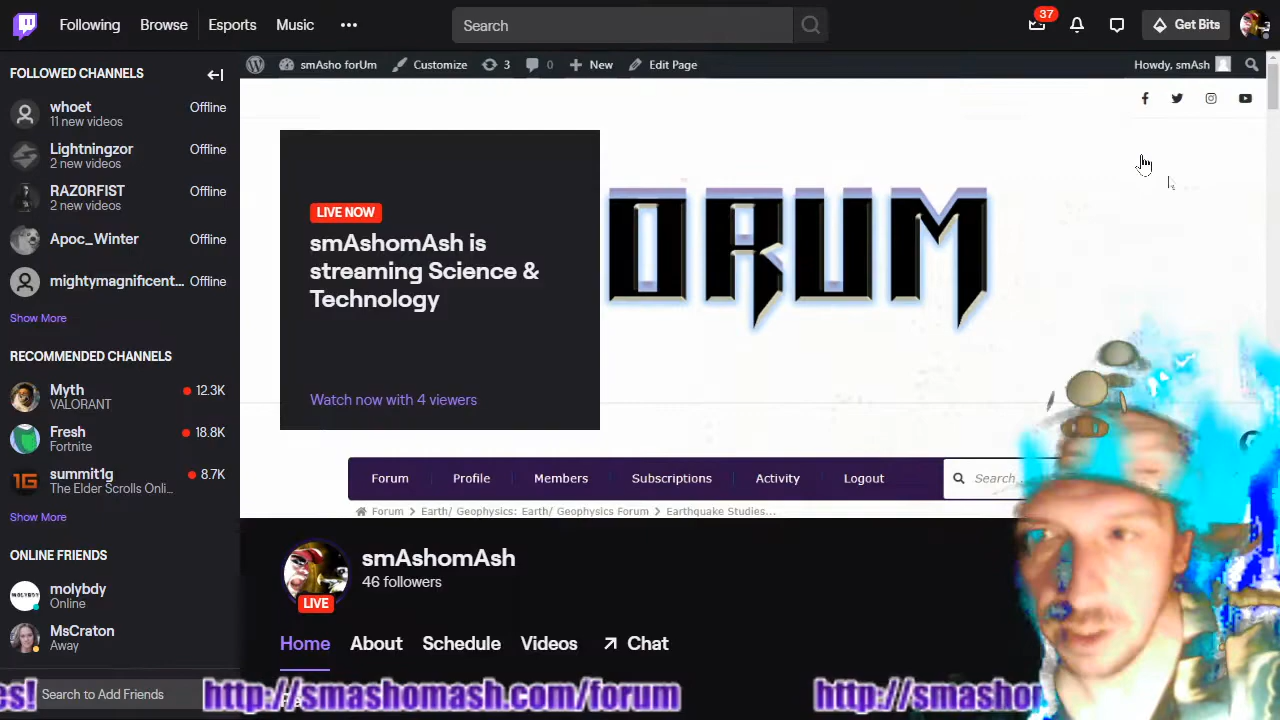 Following
Browse
Esports
Music
Search
37
Get Bits
FOLLOWED CHANNELS
whoet
Offline
11 new videos
Lightningzor
Offline
2 new videos
RAZ0RFIST
Offline
2 new videos
Apoc_Winter
Offline
mightymagnificent...
Offline
Show More
RECOMMENDED CHANNELS
Myth
12.3K
VALORANT
Fresh
18.8K
Fortnite
summit1g
8.7K
The Elder Scrolls Onli...
Show More
ONLINE FRIENDS
molybdy
Online
MsCraton
Away
Search to Add Friends
smAsho forUm
Customize
3
0
New
Edit Page
Howdy, smAsh
ORUM
LIVE NOW
smAshomAsh is
streaming Science &
Technology
Watch now with 4 viewers
Forum
Profile
Members
Subscriptions
Activity
Logout
Search...
Forum > Earth/ Geophysics: Earth/ Geophysics Forum > Earthquake Studies...
smAshomAsh
46 followers
LIVE
Home
About
Schedule
Videos
Chat
es! http://smashomash.com/forum http://smasho